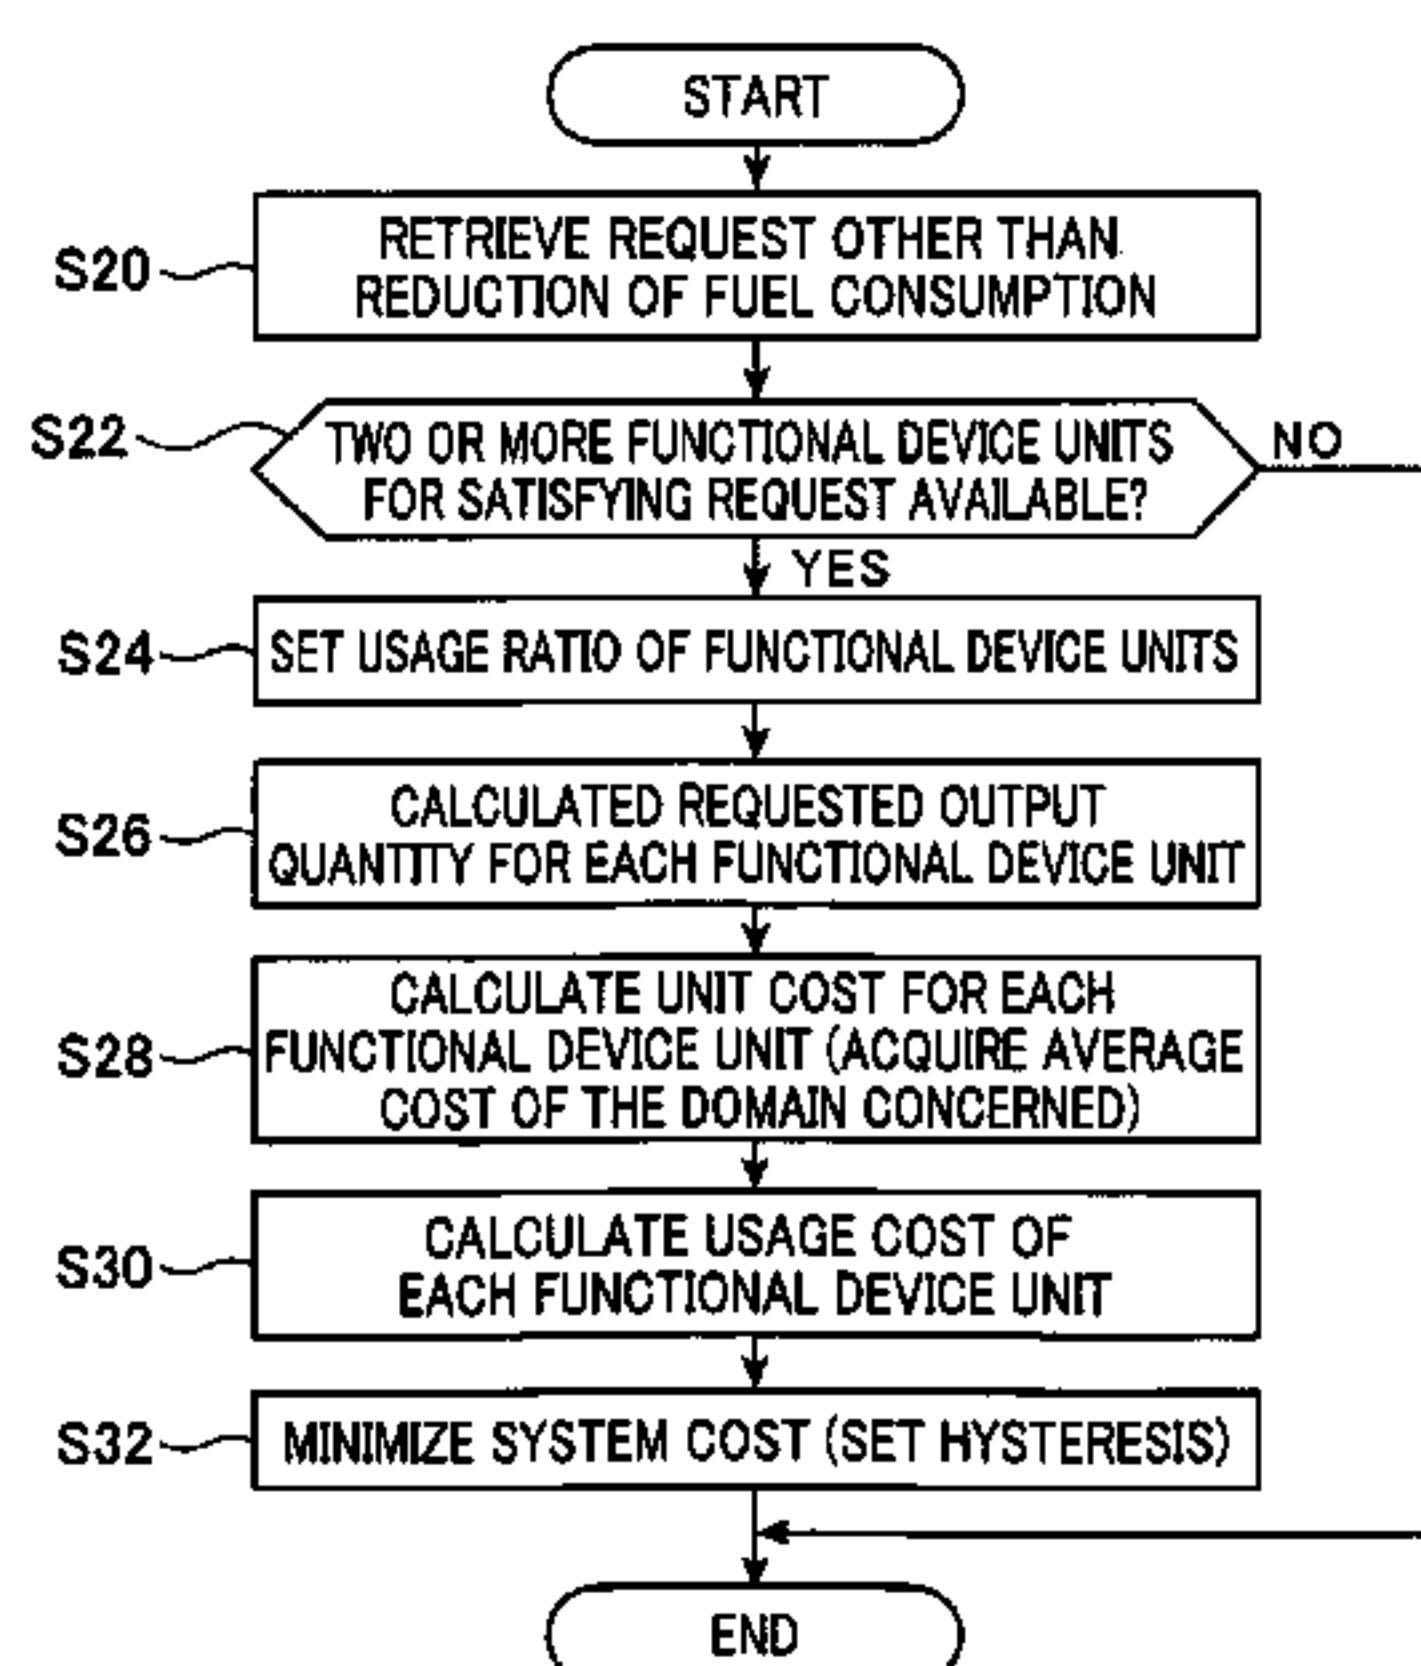 START
S20
RETRIEVE REQUEST OTHER THAN
REDUCTION OF FUEL CONSUMPTION
S22
TWO OR MORE FUNCTIONAL DEVICE UNITS
FOR SATISFYING REQUEST AVAILABLE?
NO
YES
S24
SET USAGE RATIO OF FUNCTIONAL DEVICE UNITS
S26
CALCULATED REQUESTED OUTPUT
QUANTITY FOR EACH FUNCTIONAL DEVICE UNIT
S28
CALCULATE UNIT COST FOR EACH
FUNCTIONAL DEVICE UNIT (ACQUIRE AVERAGE
COST OF THE DOMAIN CONCERNED)
S30
CALCULATE USAGE COST OF
EACH FUNCTIONAL DEVICE UNIT
S32
MINIMIZE SYSTEM COST (SET HYSTERESIS)
END